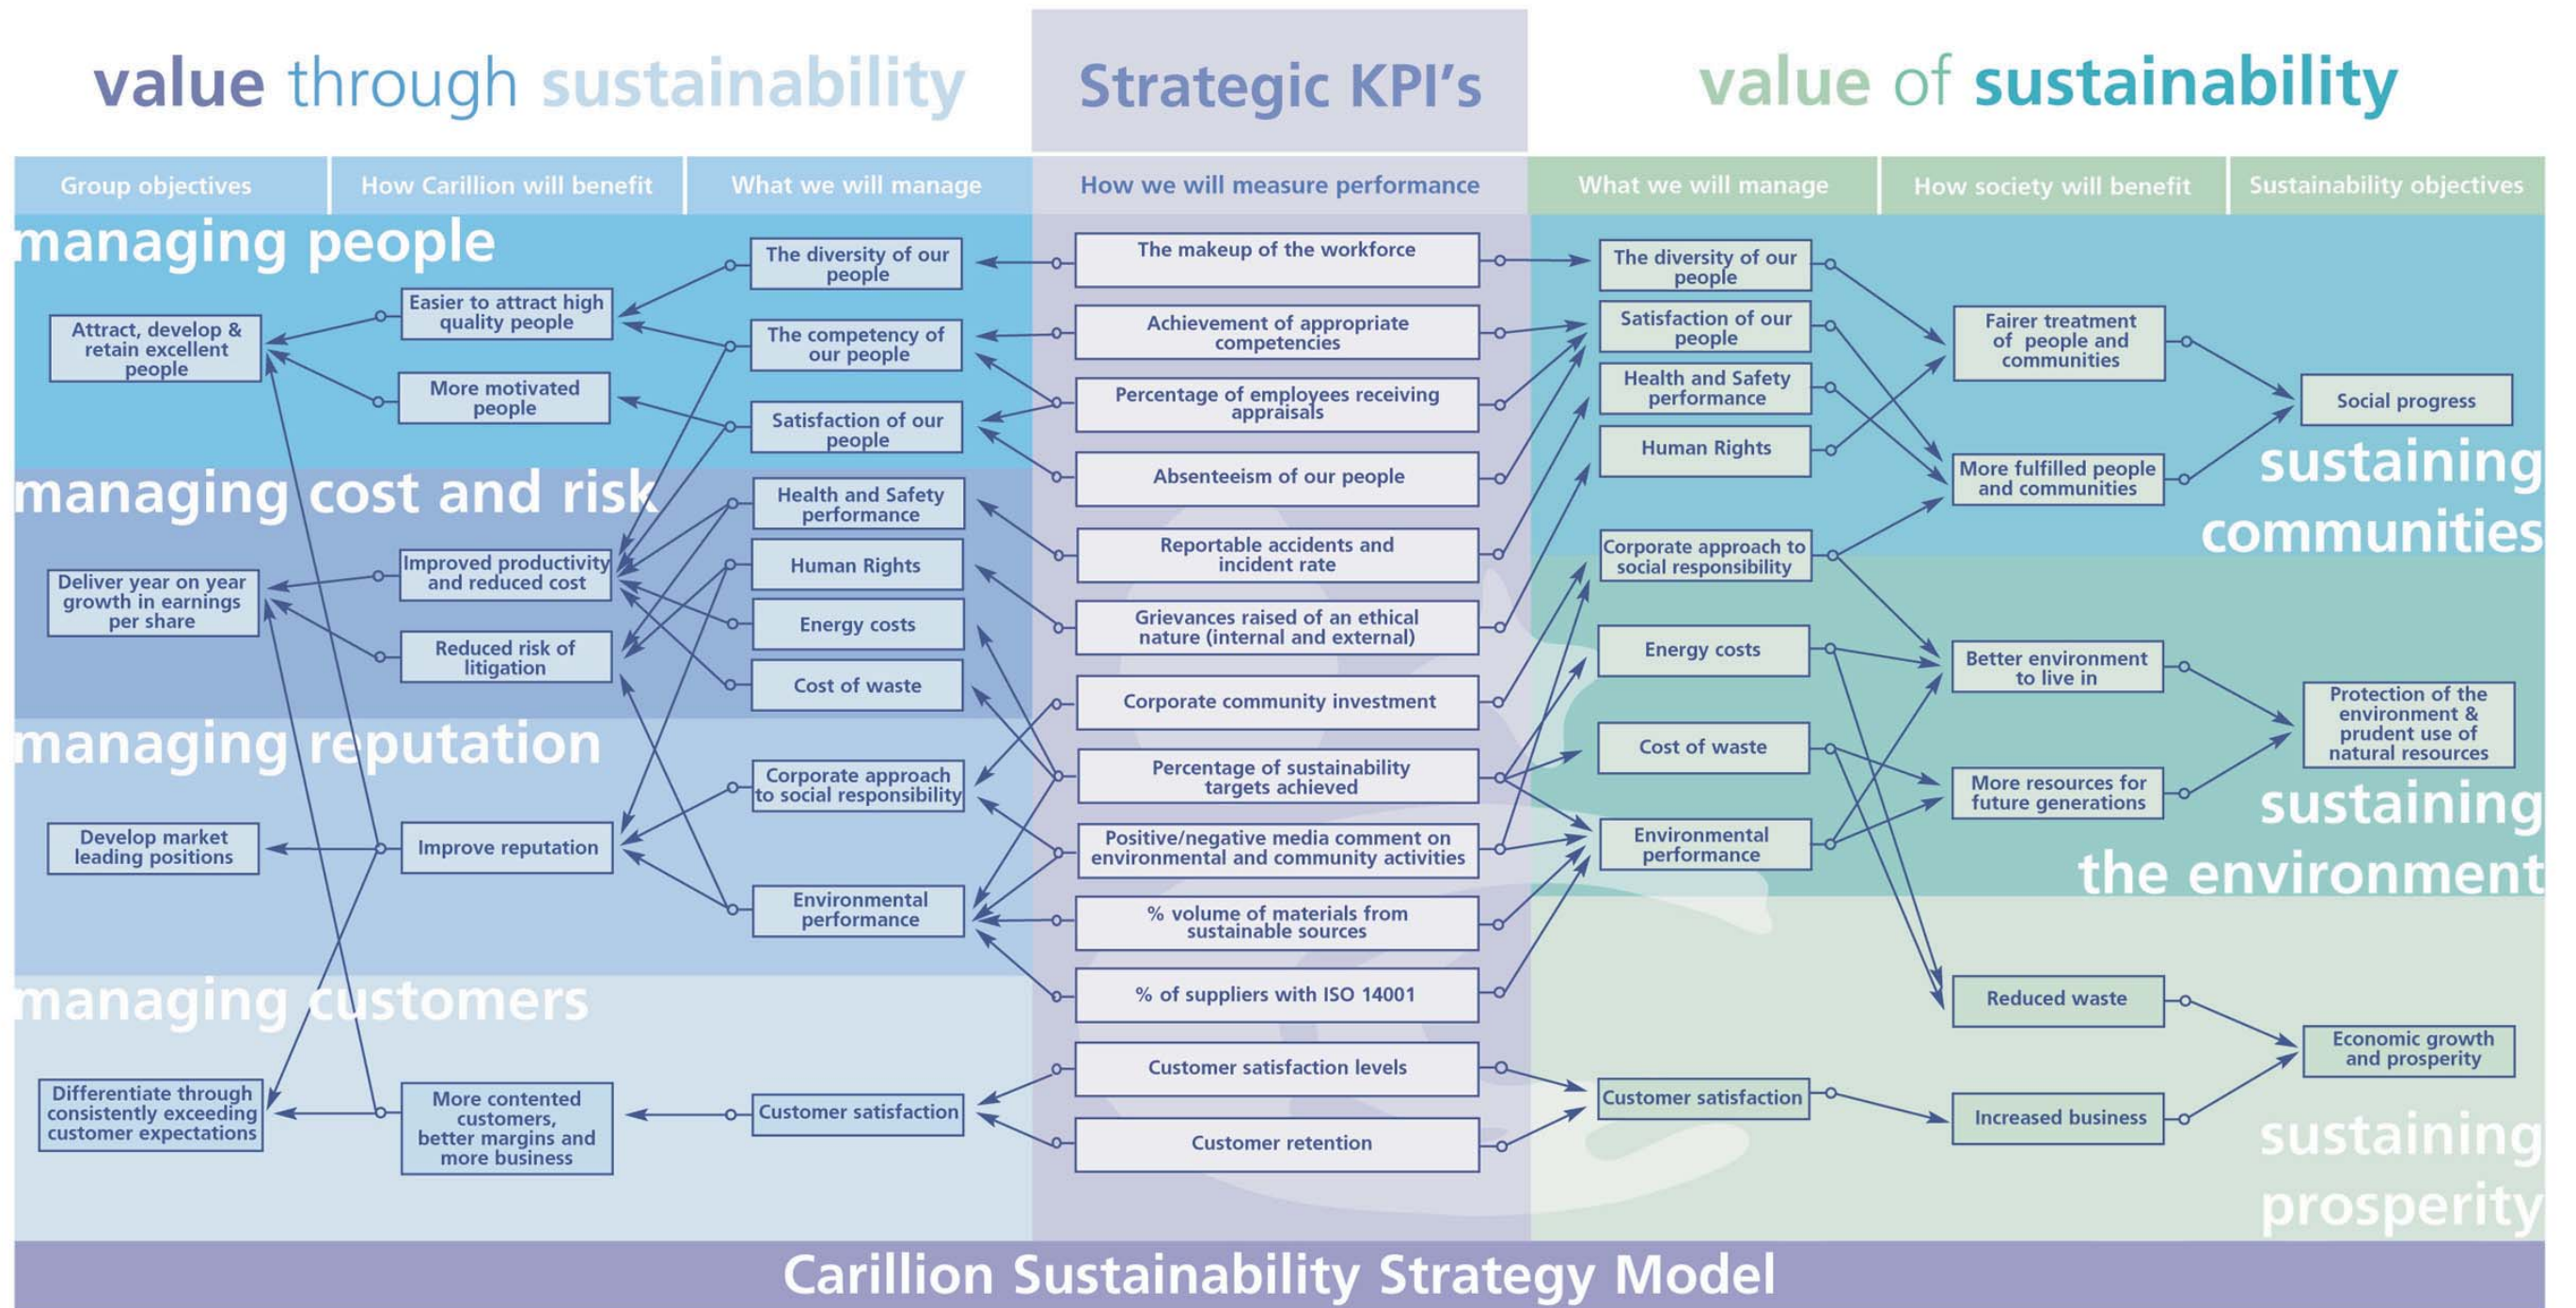 value through sustainability
Strategic KPI's
value of sustainability
Group objectives
How Carillion will benefit
What we will manage
How we will measure performance
What we will manage
How society will benefit
Sustainability objectives
managing people
Attract, develop &
retain excellent
people
Easier to attract high
quality people
More motivated
people
The diversity of our
people
The competency of
our people
Satisfaction of our
people
managing cost and risk
Deliver year on year
growth in earnings
per share
Improved productivity
and reduced cost
Reduced risk of
litigation
Health and Safety
performance
Human Rights
Energy costs
Cost of waste
managing reputation
Develop market
leading positions
Improve reputation
Corporate approach
to social responsibility
Environmental
performance
managing customers
Differentiate through
consistently exceeding
customer expectations
More contented
customers,
better margins and
more business
Customer satisfaction
The makeup of the workforce
Achievement of appropriate
competencies
Percentage of employees receiving
appraisals
Absenteeism of our people
Reportable accidents and
incident rate
Grievances raised of an ethical
nature (internal and external)
Corporate community investment
Percentage of sustainability
targets achieved
Positive/negative media comment on
environmental and community activities
% volume of materials from
sustainable sources
% of suppliers with ISO 14001
Customer satisfaction levels
Customer retention
The diversity of our
people
Satisfaction of our
people
Health and Safety
performance
Human Rights
Corporate approach to
social responsibility
Energy costs
Cost of waste
Environmental
performance
Customer satisfaction
Fairer treatment
of people and
communities
More fulfilled people
and communities
Better environment
to live in
More resources for
future generations
Reduced waste
Increased business
Social progress
sustaining
communities
Protection of the
environment &
prudent use of
natural resources
sustaining
the environment
Economic growth
and prosperity
sustaining
prosperity
Carillion Sustainability Strategy Model